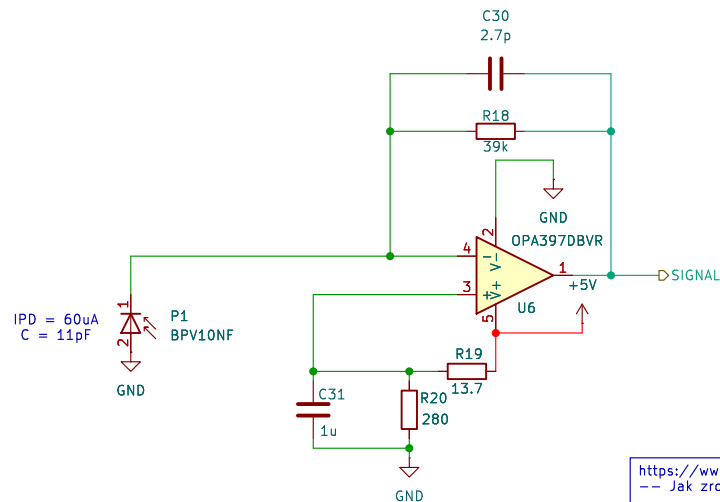 C30
2.7p
R18
39k
GND
OPA397DBVR
2
V-
4
1
SIGNAL
3
V+
+5V
U6
5
1
P1
IPD = 60uA
C = 11pF
BPV10NF
2
GND
R19
13.7
C31
R20
280
1u
GND
https://ww
-- Jak zro